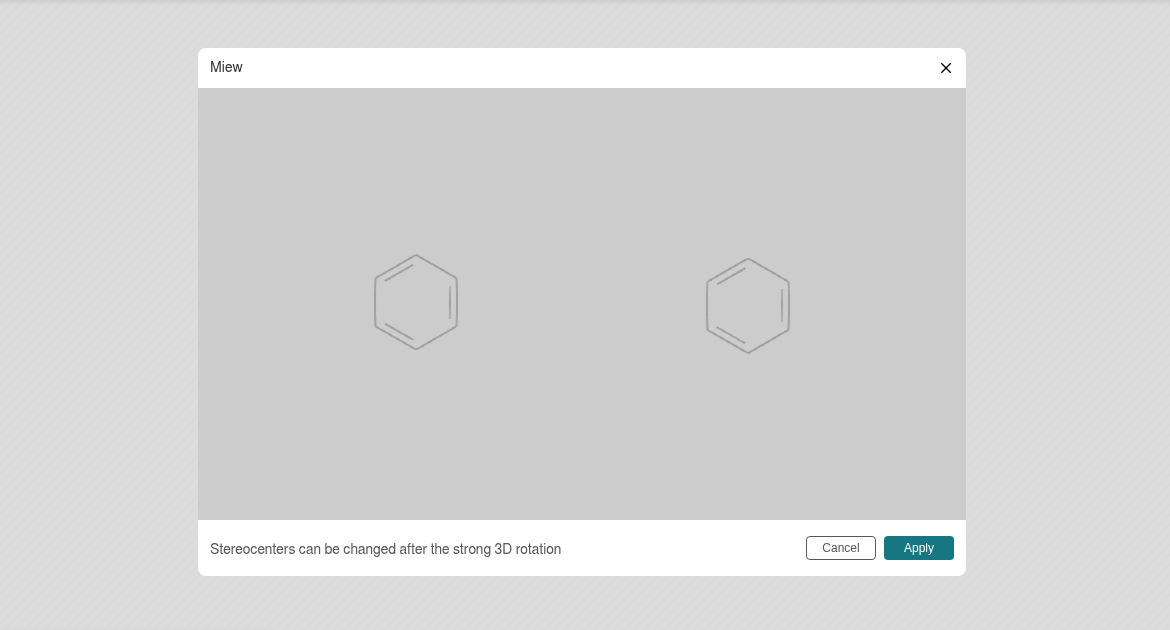 Miew
Stereocenters can be changed after the strong 3D rotation
Cancel
Apply